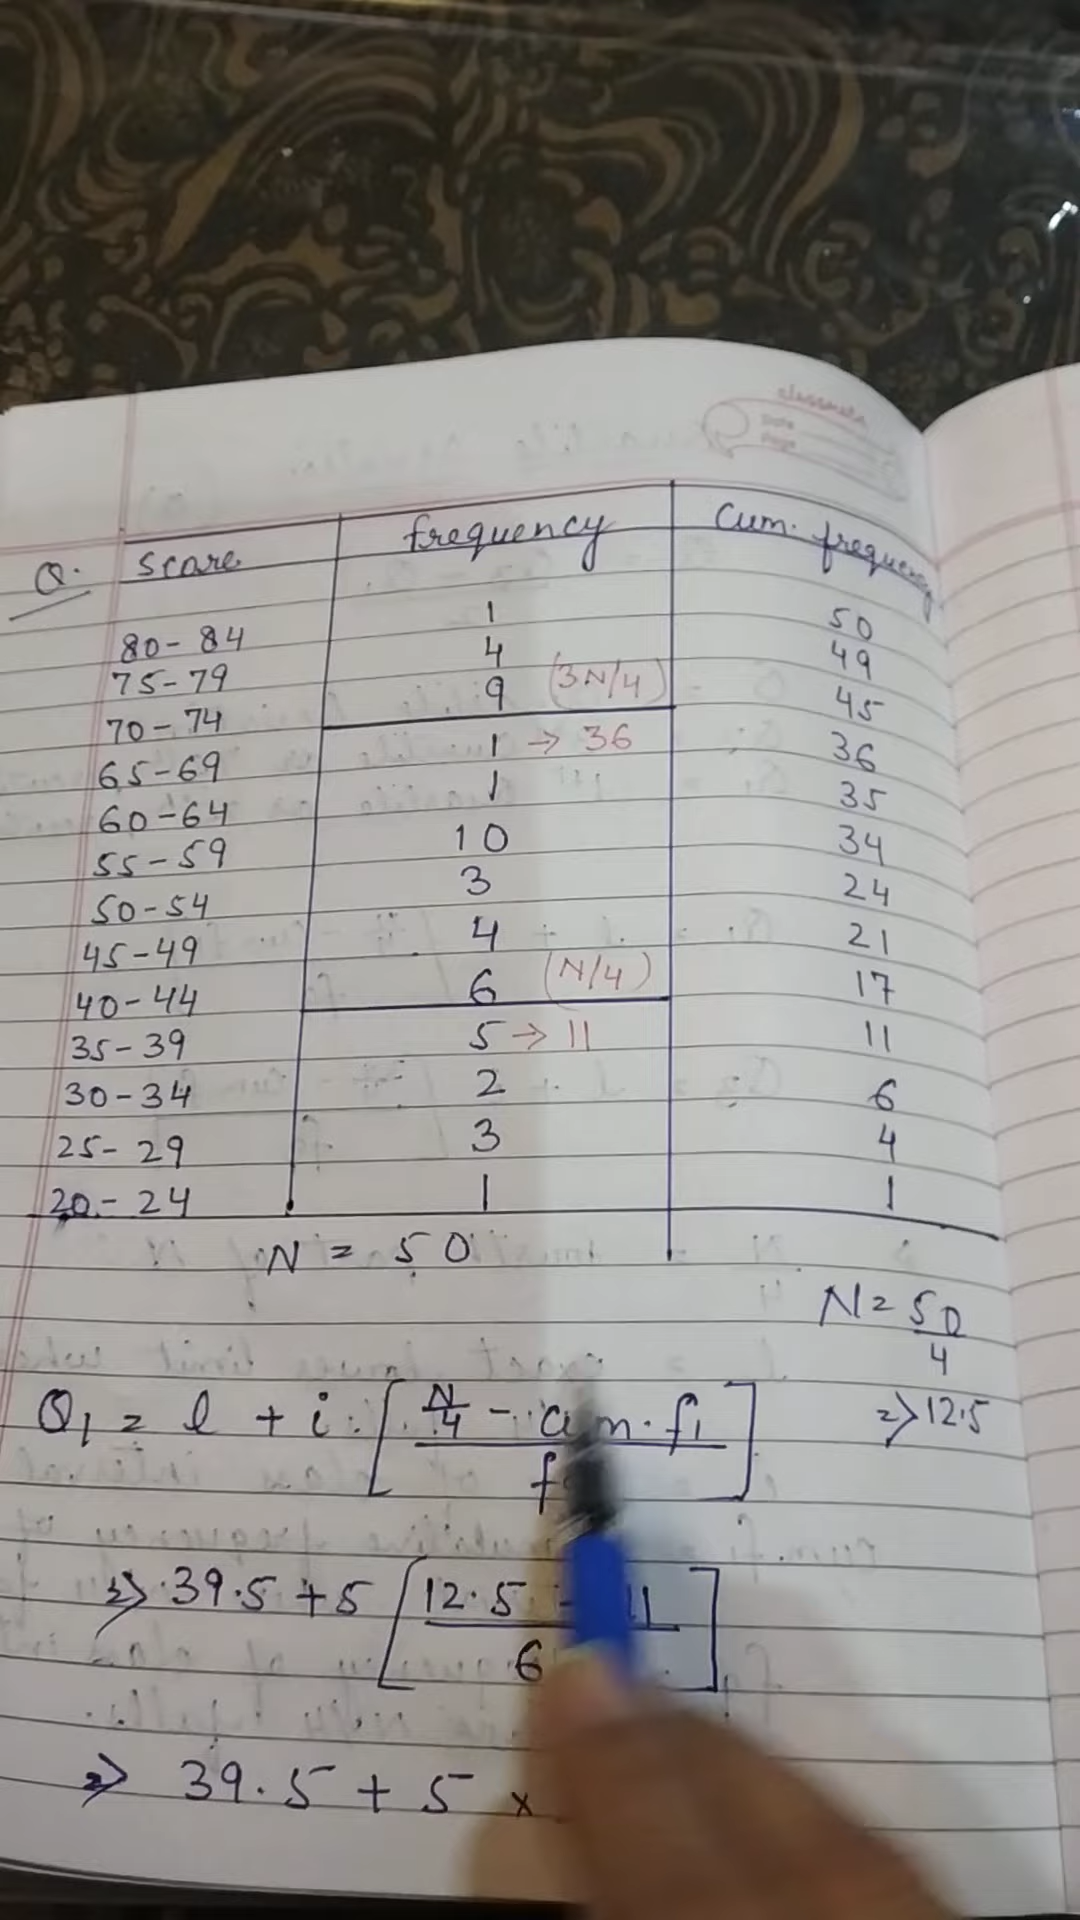 classmate
Date
Page
Q. Score frequency Cum. frequency
80 - 84 1 50
75 - 79 4 49
70 - 74 9 (3N/4) 45
65 - 69 1 → 36 36
60 - 64 1 35
55 - 59 10 34
50 - 54 3 24
45 - 49 4 21
40 - 44 6 (N/4) 17
35 - 39 5 → 11 11
30 - 34 2 6
25 - 29 3 4
20 - 24 1 1
N = 50
N = 50/4
⇒ 12.5
Q1 = l + i [N/4 - cum. f1 / f
⇒ 39.5 + 5 [12.5 - 11 / 6]
⇒ 39.5 + 5 ×